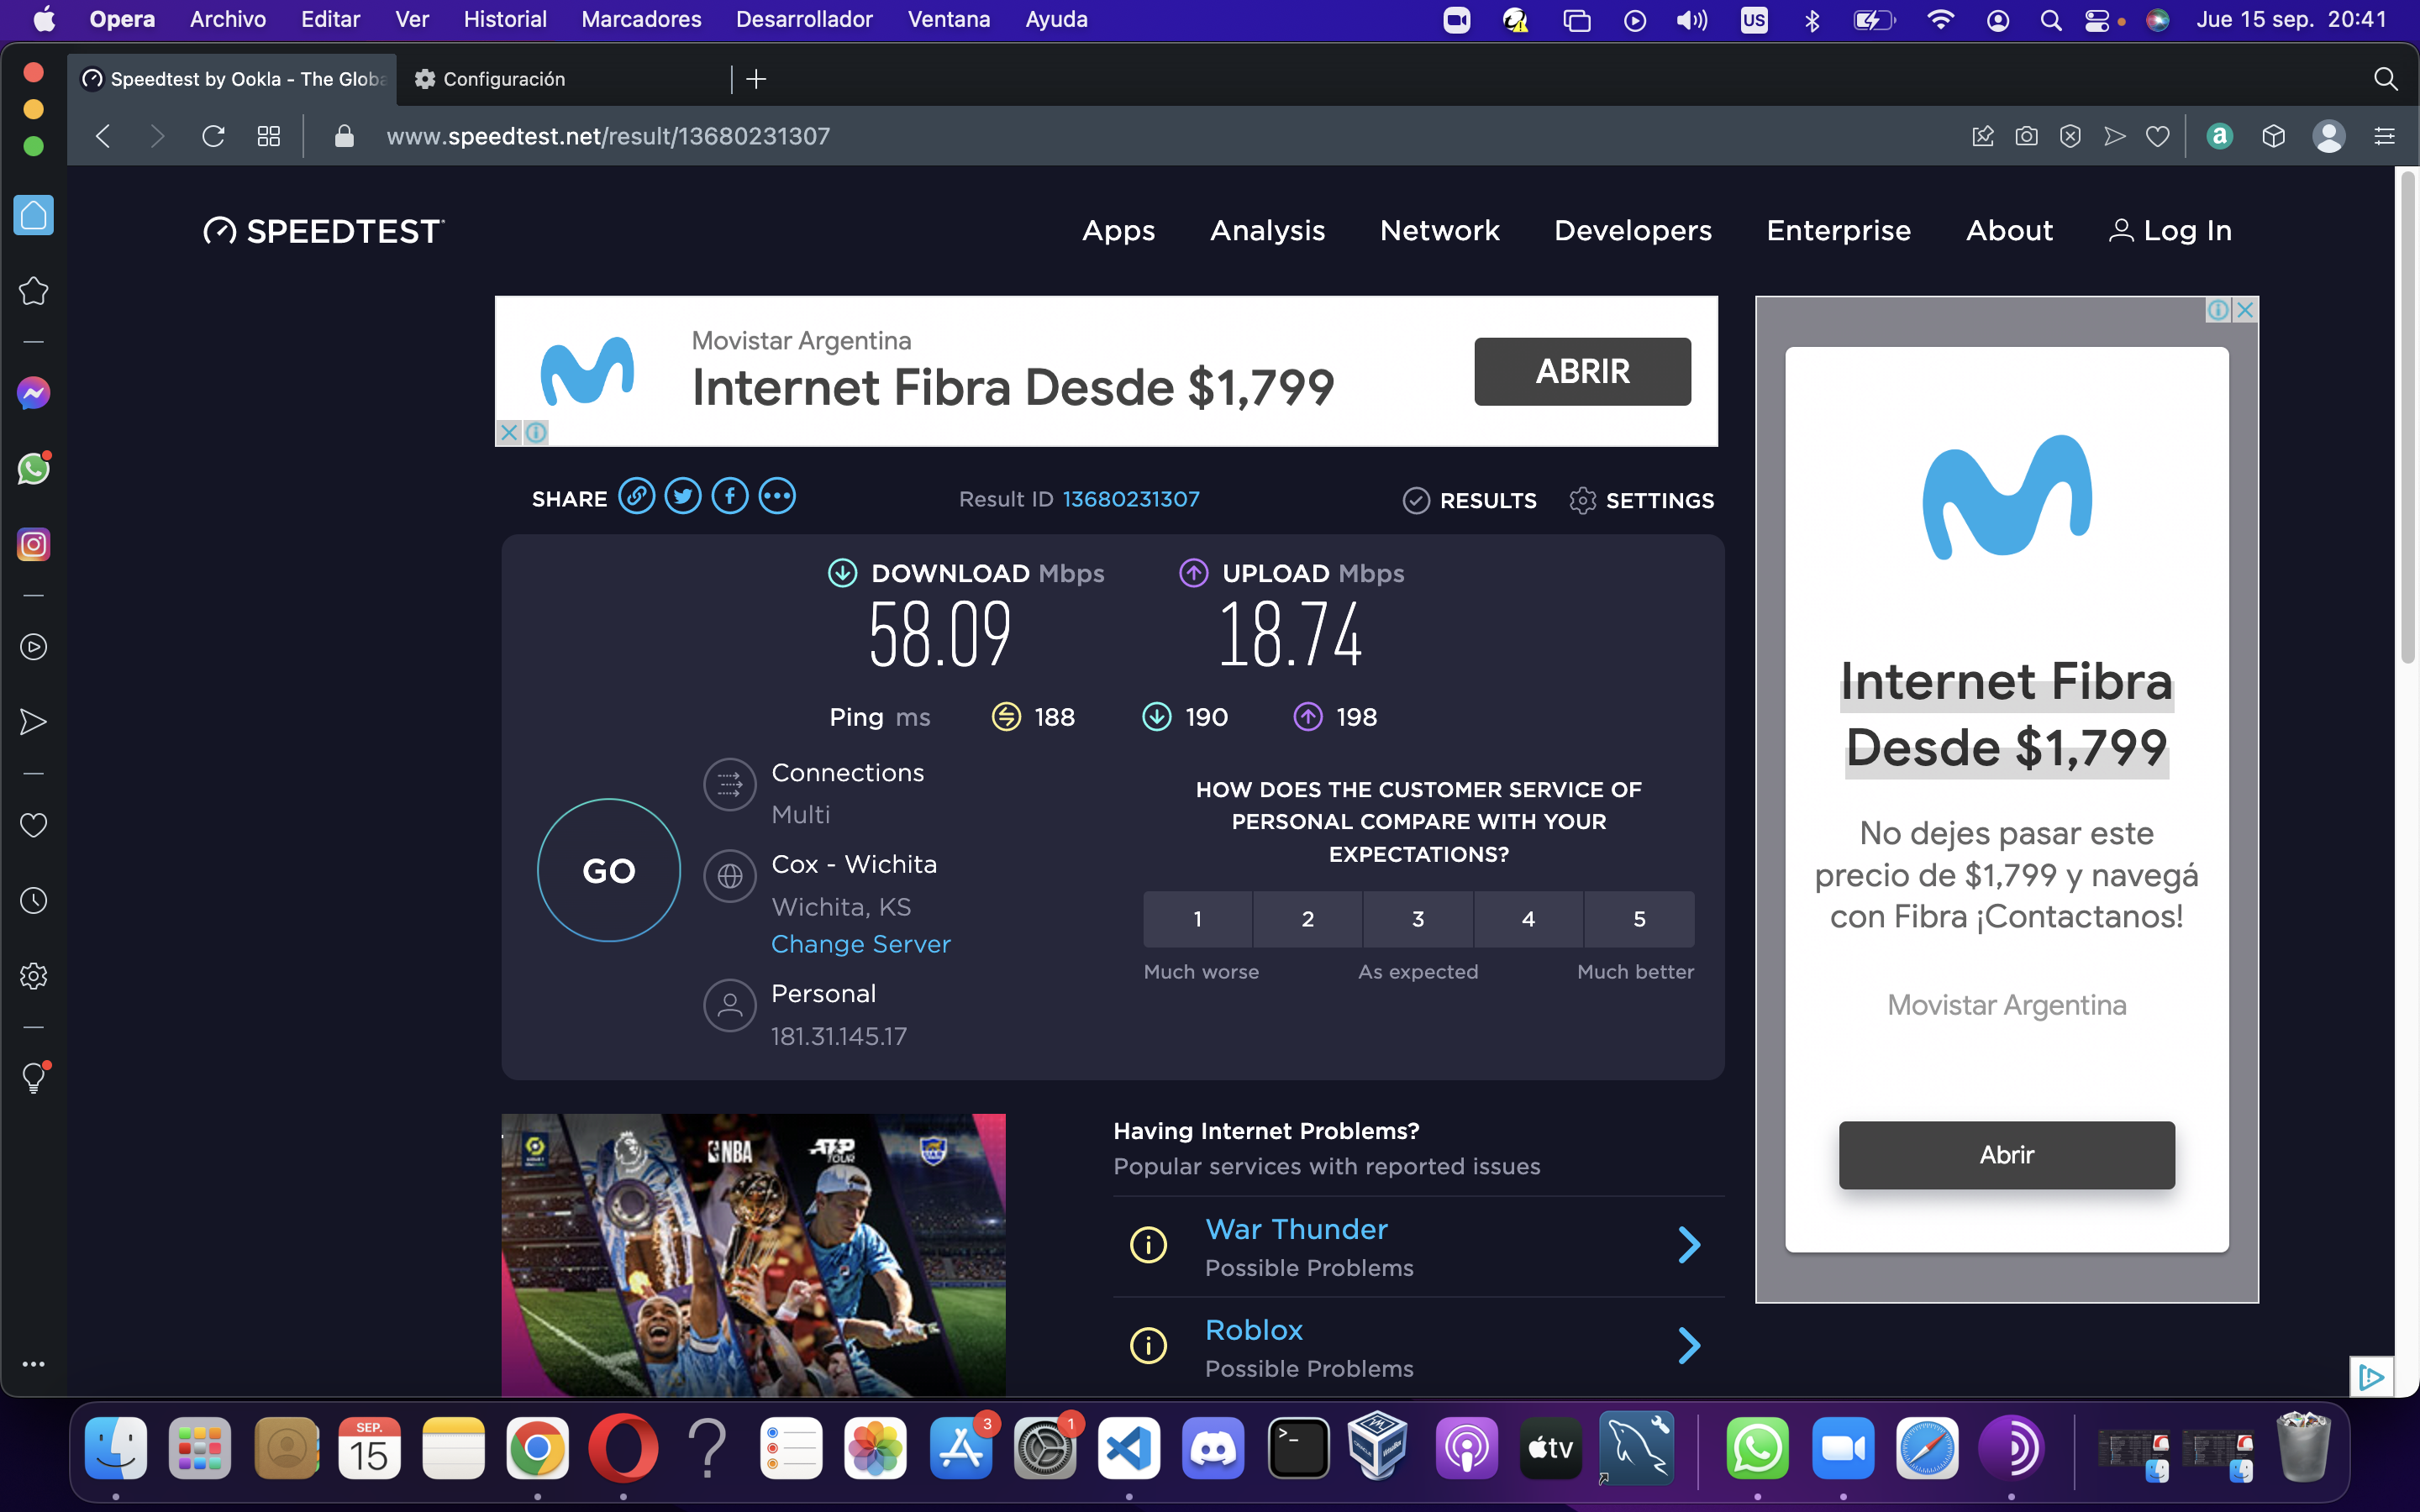 Opera Archivo Editar Ver Historial Marcadores Desarrollador Ventana Ayuda
US
Jue 15 sep. 20:41
Speedtest by Ookla - The Globa
Configuración
www.speedtest.net/result/13680231307
a
SPEEDTEST
Apps Analysis Network Developers Enterprise About Log In
Movistar Argentina
Internet Fibra Desde $1,799
ABRIR
SHARE
Result ID 13680231307
RESULTS
SETTINGS
DOWNLOAD Mbps
58.09
UPLOAD Mbps
18.74
Ping ms 188 190 198
Connections
Multi
GO
Cox - Wichita
Wichita, KS
Change Server
Personal
181.31.145.17
HOW DOES THE CUSTOMER SERVICE OF
PERSONAL COMPARE WITH YOUR
EXPECTATIONS?
1 2 3 4 5
Much worse As expected Much better
Internet Fibra
Desde $1,799
No dejes pasar este
precio de $1,799 y navegá
con Fibra ¡Contactanos!
Movistar Argentina
Abrir
NBA
ATP
TOUR
Having Internet Problems?
Popular services with reported issues
War Thunder
Possible Problems
Roblox
Possible Problems
SEP.
15
3
1
tv